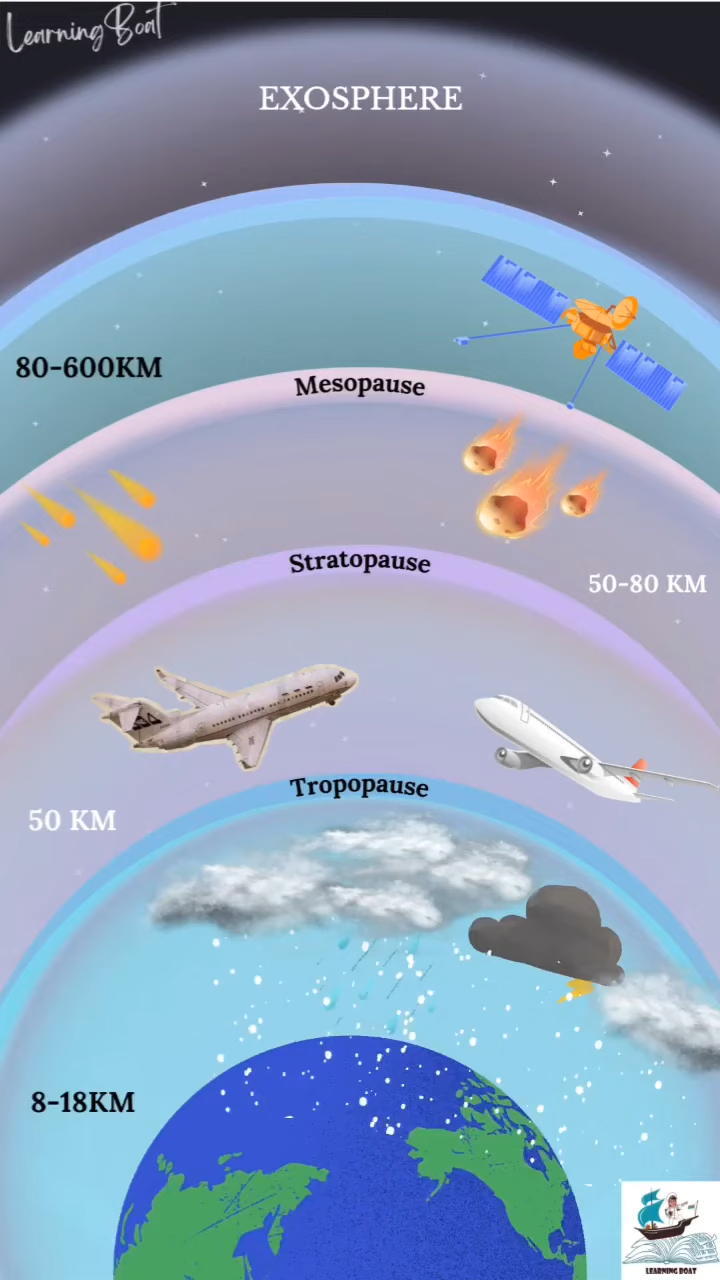 Learning Boat
EXOSPHERE
80-600KM
Mesopause
Stratopause
50-80 KM
Tropopause
50 KM
8-18KM
LEARNING BOAT